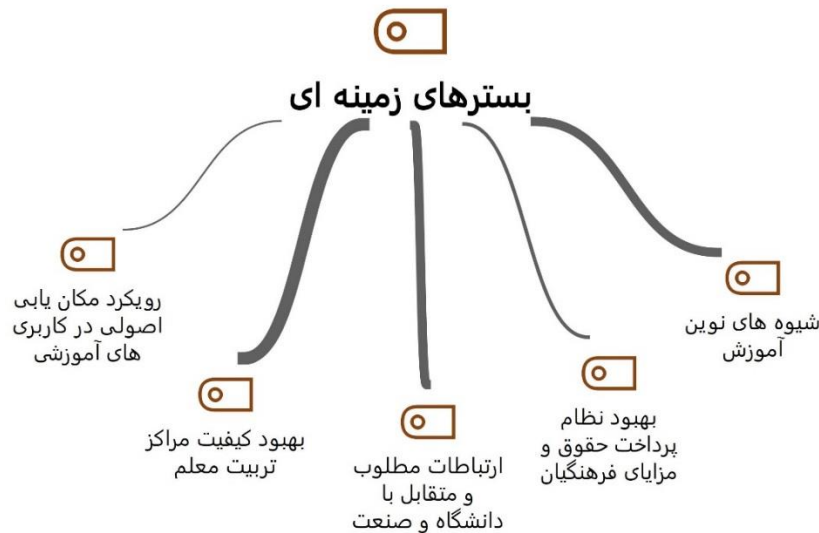 بسترهای زمینه ای
شیوه های نوین
آموزش
بهبود نظام
پرداخت حقوق و
مزایای فرهنگیان
ارتباطات مطلوب
و متقابل با
دانشگاه و صنعت
بهبود کیفیت مراکز
تربیت معلم
رویکرد مکان یابی
اصولی در کاربری
های آموزشی